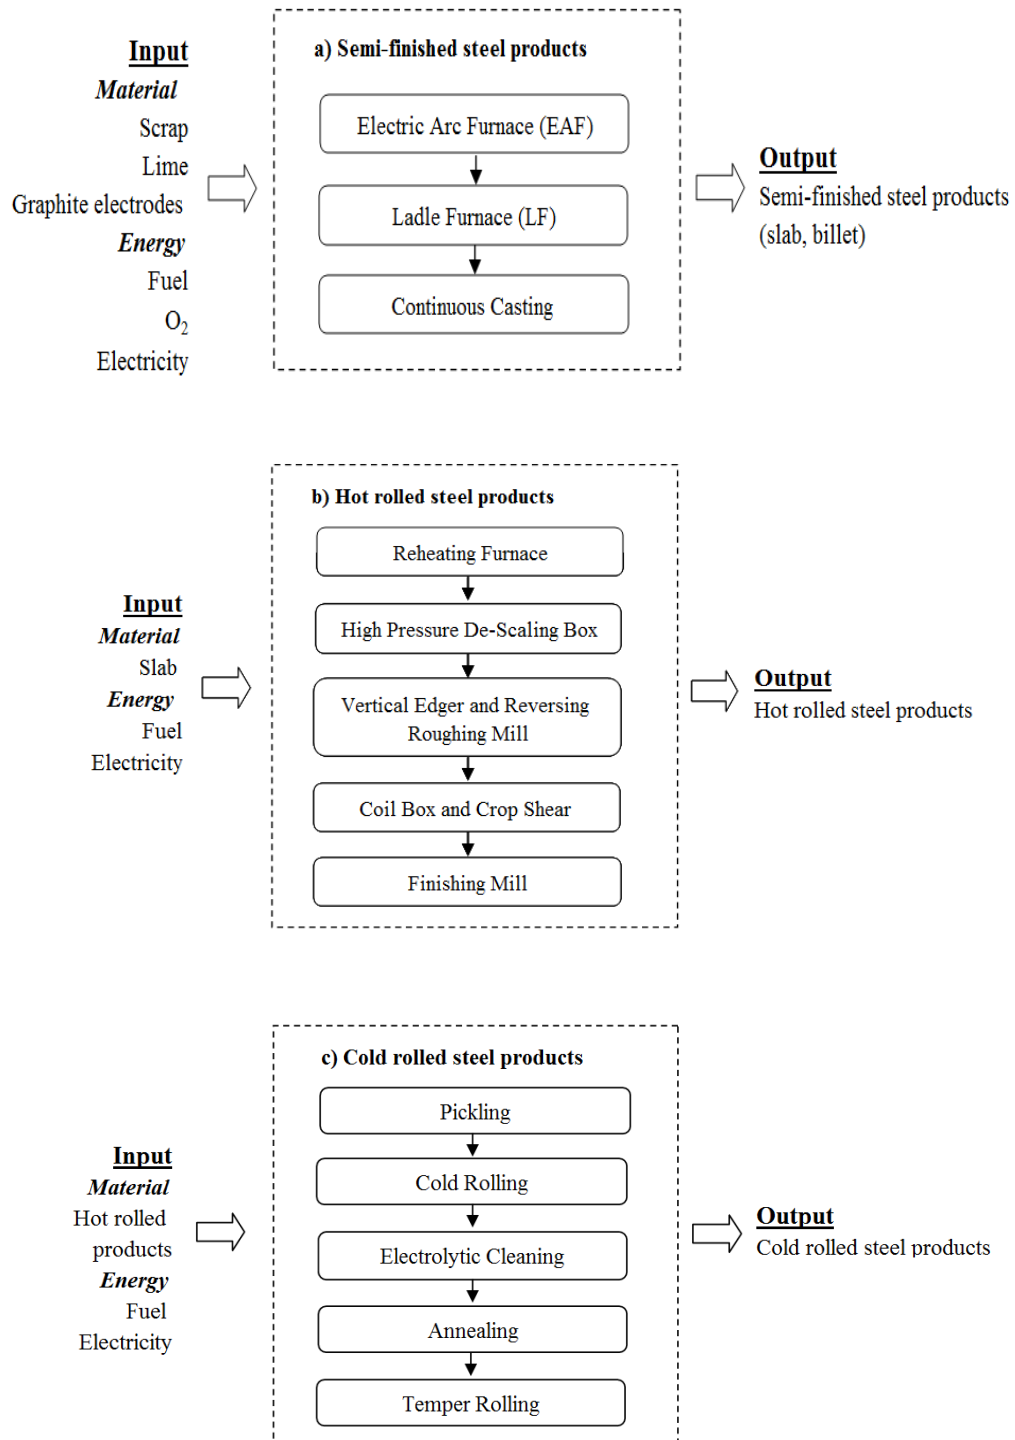 Input
Material
Scrap
Lime
Graphite electrodes
Energy
Fuel
O₂
Electricity
a) Semi-finished steel products
Electric Arc Furnace (EAF)
Ladle Furnace (LF)
Continuous Casting
Output
Semi-finished steel products
(slab, billet)
Input
Material
Slab
Energy
Fuel
Electricity
b) Hot rolled steel products
Reheating Furnace
High Pressure De-Scaling Box
Vertical Edger and Reversing
Roughing Mill
Coil Box and Crop Shear
Finishing Mill
Output
Hot rolled steel products
Input
Material
Hot rolled
products
Energy
Fuel
Electricity
c) Cold rolled steel products
Pickling
Cold Rolling
Electrolytic Cleaning
Annealing
Temper Rolling
Output
Cold rolled steel products